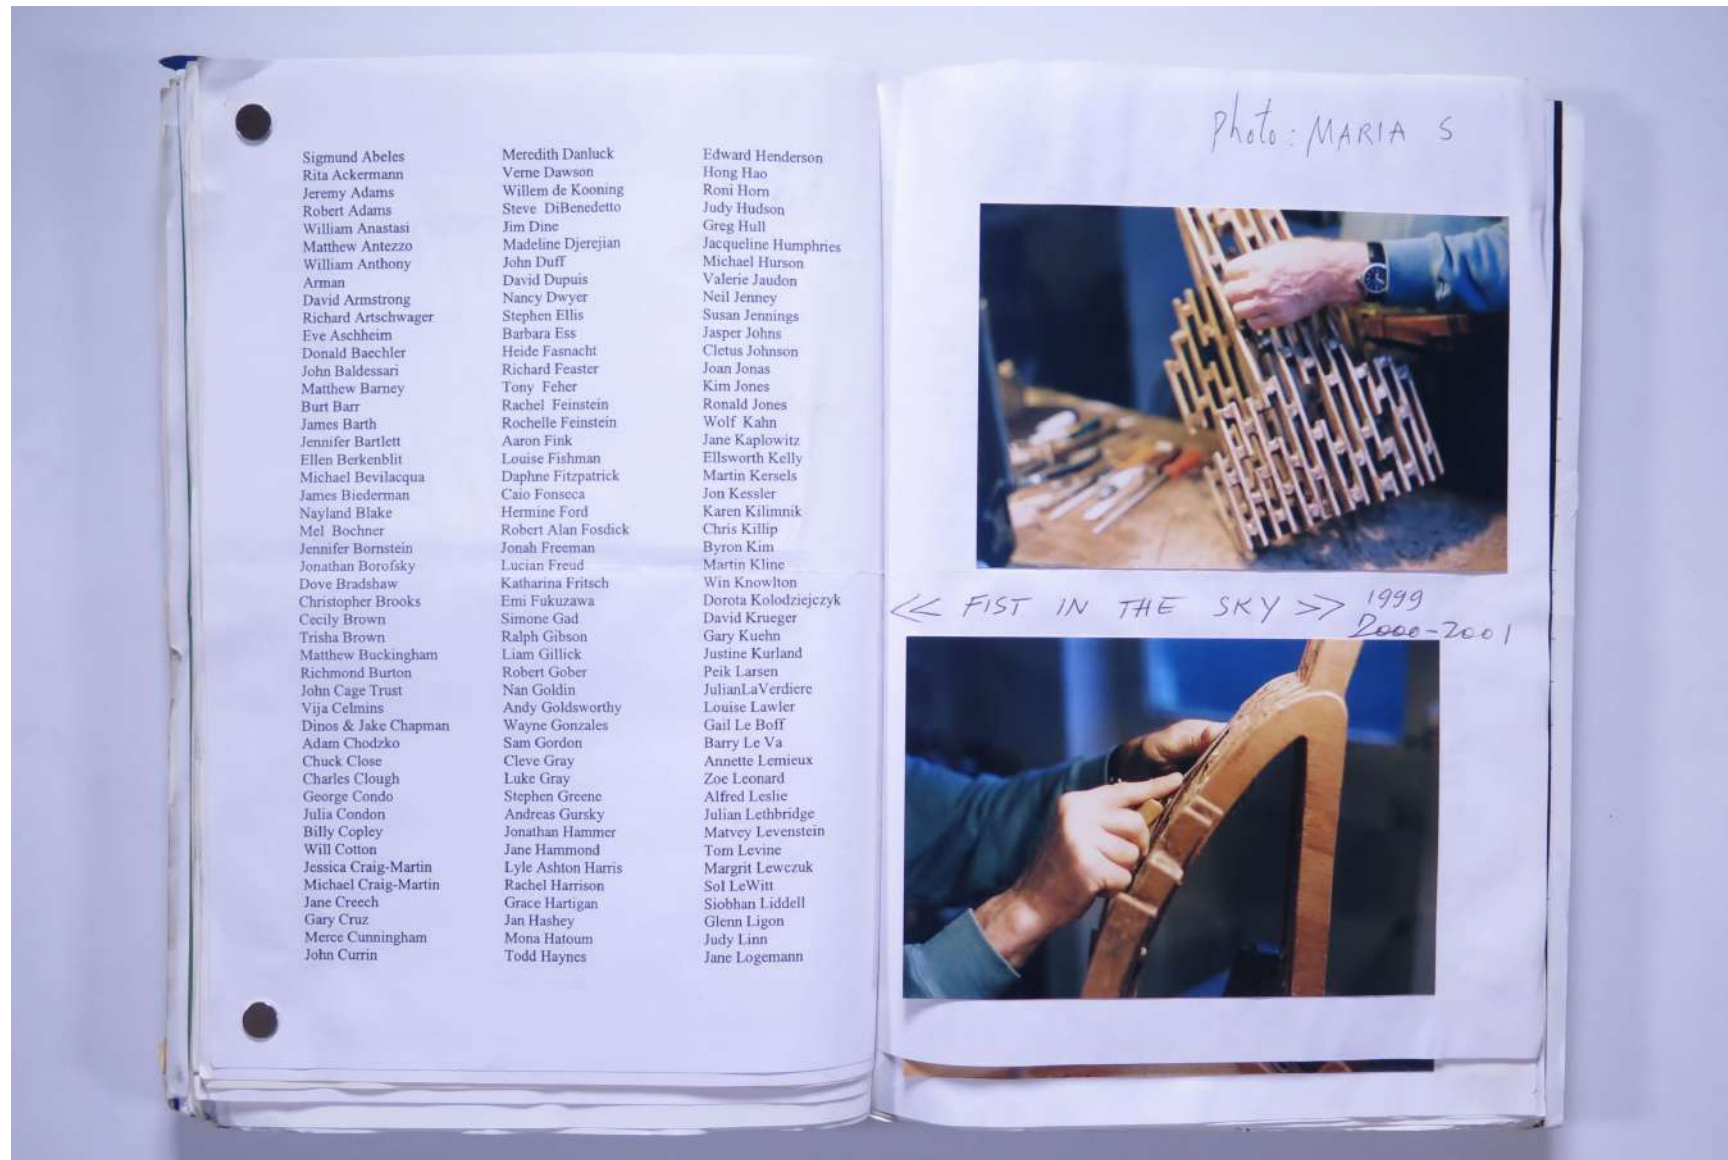 Sigmund Abeles
Rita Ackermann
Jeremy Adams
Robert Adams
William Anastasi
Matthew Antezzo
William Anthony
Arman
David Armstrong
Richard Artschwager
Eve Aschheim
Donald Baechler
John Baldessari
Matthew Barney
Burt Barr
James Barth
Jennifer Bartlett
Ellen Berkenblit
Michael Bevilacqua
James Biederman
Nayland Blake
Mel Bochner
Jennifer Bornstein
Jonathan Borofsky
Dove Bradshaw
Christopher Brooks
Cecily Brown
Trisha Brown
Matthew Buckingham
Richmond Burton
John Cage Trust
Vija Celmins
Dinos & Jake Chapman
Adam Chodzko
Chuck Close
Charles Clough
George Condo
Julia Condon
Billy Copley
Will Cotton
Jessica Craig-Martin
Michael Craig-Martin
Jane Creech
Gary Cruz
Merce Cunningham
John Currin
Meredith Danluck
Verne Dawson
Willem de Kooning
Steve DiBenedetto
Jim Dine
Madeline Djerejian
John Duff
David Dupuis
Nancy Dwyer
Stephen Ellis
Barbara Ess
Heide Fasnacht
Richard Feaster
Tony Feher
Rachel Feinstein
Rochelle Feinstein
Aaron Fink
Louise Fishman
Daphne Fitzpatrick
Caio Fonseca
Hermine Ford
Robert Alan Fosdick
Jonah Freeman
Lucian Freud
Katharina Fritsch
Emi Fukuzawa
Simone Gad
Ralph Gibson
Liam Gillick
Robert Gober
Nan Goldin
Andy Goldsworthy
Wayne Gonzales
Sam Gordon
Cleve Gray
Luke Gray
Stephen Greene
Andreas Gursky
Jonathan Hammer
Jane Hammond
Lyle Ashton Harris
Rachel Harrison
Grace Hartigan
Jan Hashey
Mona Hatoum
Todd Haynes
Edward Henderson
Hong Hao
Roni Horn
Judy Hudson
Greg Hull
Jacqueline Humphries
Michael Hurson
Valerie Jaudon
Neil Jenney
Susan Jennings
Jasper Johns
Cletus Johnson
Joan Jonas
Kim Jones
Ronald Jones
Wolf Kahn
Jane Kaplowitz
Ellsworth Kelly
Martin Kersels
Jon Kessler
Karen Kilimnik
Chris Killip
Byron Kim
Martin Kline
Win Knowlton
Dorota Kolodziejczyk
David Krueger
Gary Kuehn
Justine Kurland
Peik Larsen
JulianLaVerdiere
Louise Lawler
Gail Le Boff
Barry Le Va
Annette Lemieux
Zoe Leonard
Alfred Leslie
Julian Lethbridge
Matvey Levenstein
Tom Levine
Margrit Lewczuk
Sol LeWitt
Siobhan Liddell
Glenn Ligon
Judy Linn
Jane Logemann
Photo: MARIA S
<< FIST IN THE SKY >> 1999
2000-2001